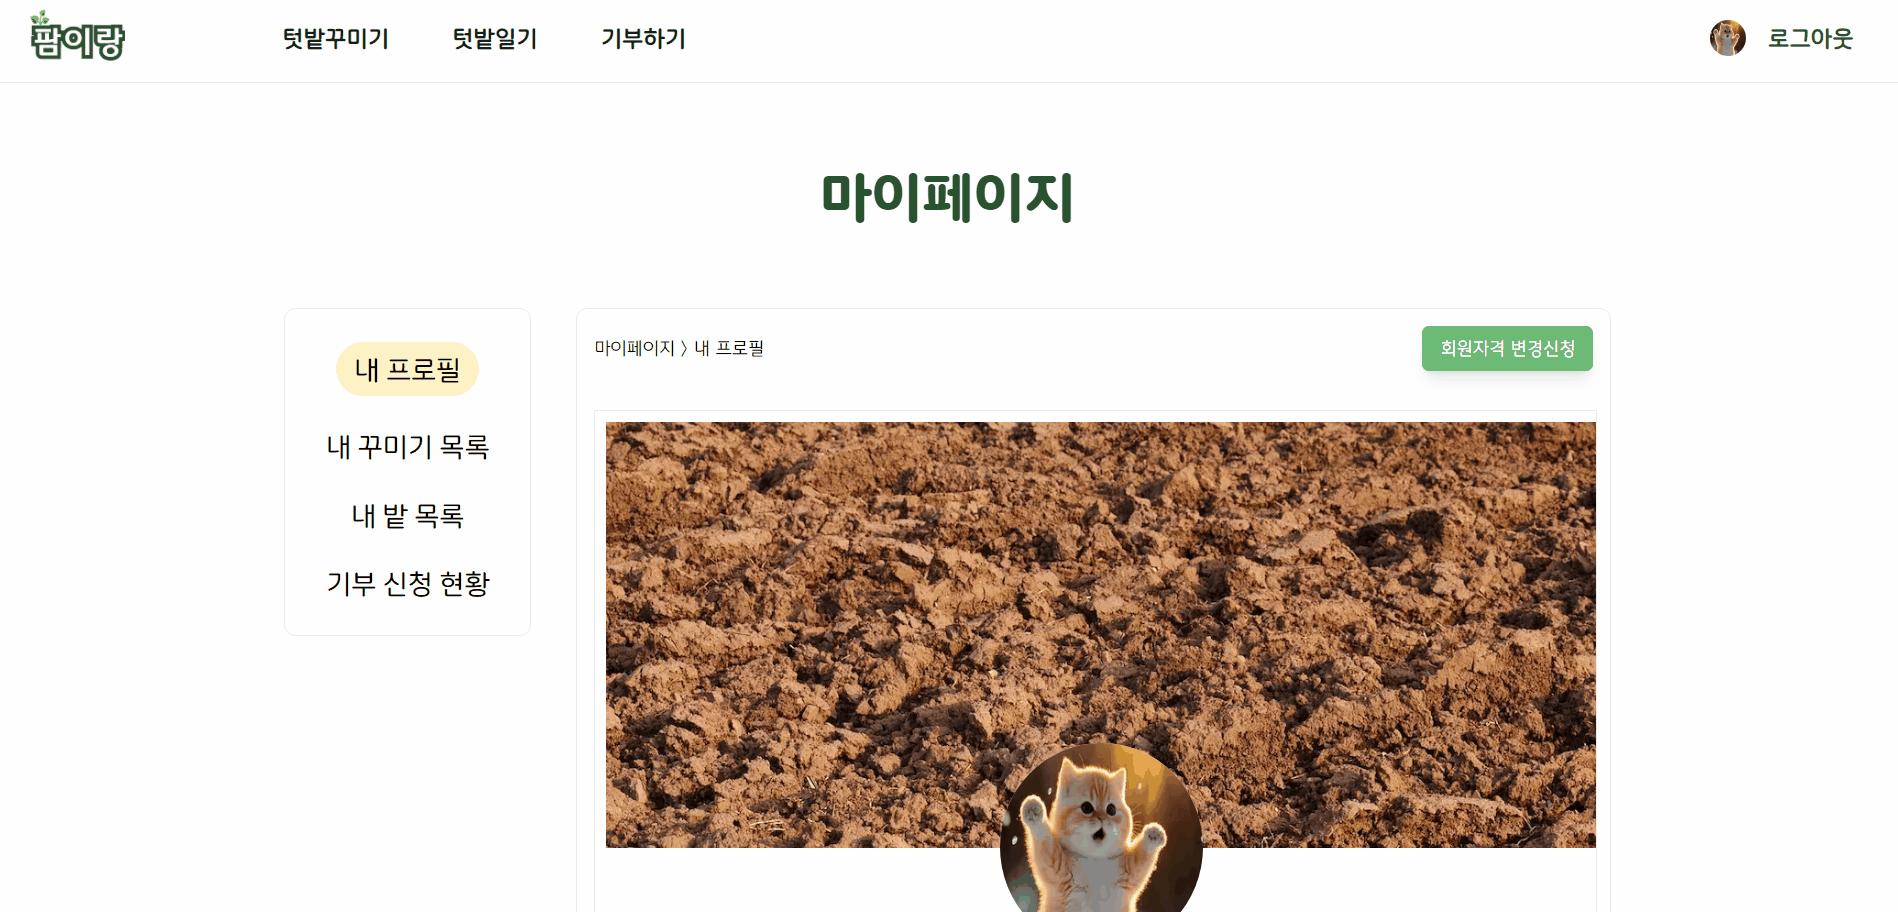 팜이랑
텃밭꾸미기 텃밭일기 기부하기 로그아웃
마이페이지
내 프로필
내 꾸미기 목록
내 밭 목록
기부 신청 현황
마이페이지 〉 내 프로필
회원자격 변경신청